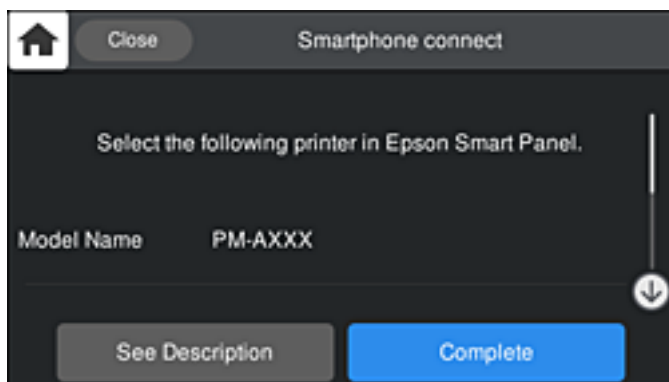 Close
Smartphone connect
Select the following printer in Epson Smart Panel.
Model Name PM-AXXX
See Description
Complete